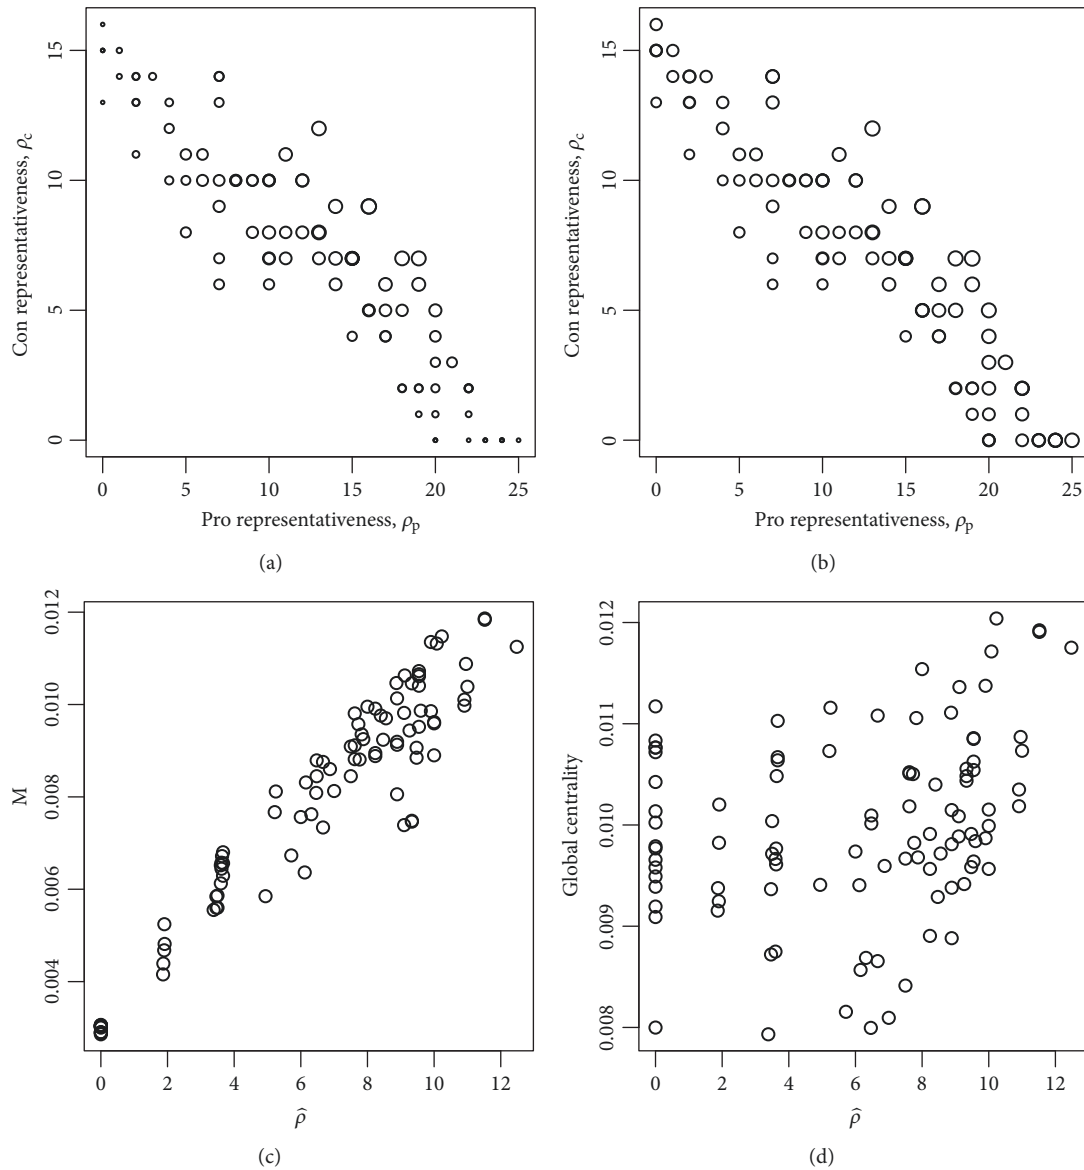 15
10
5
0
Con representativeness, ρc
0 5 10 15 20 25
Pro representativeness, ρp
(a)
15
10
5
0
Con representativeness, ρc
0 5 10 15 20 25
Pro representativeness, ρp
(b)
0.012
0.010
0.008
0.006
0.004
M
0 2 4 6 8 10 12
ρ̂
(c)
0.012
0.011
0.010
0.009
0.008
Global centrality
0 2 4 6 8 10 12
ρ̂
(d)